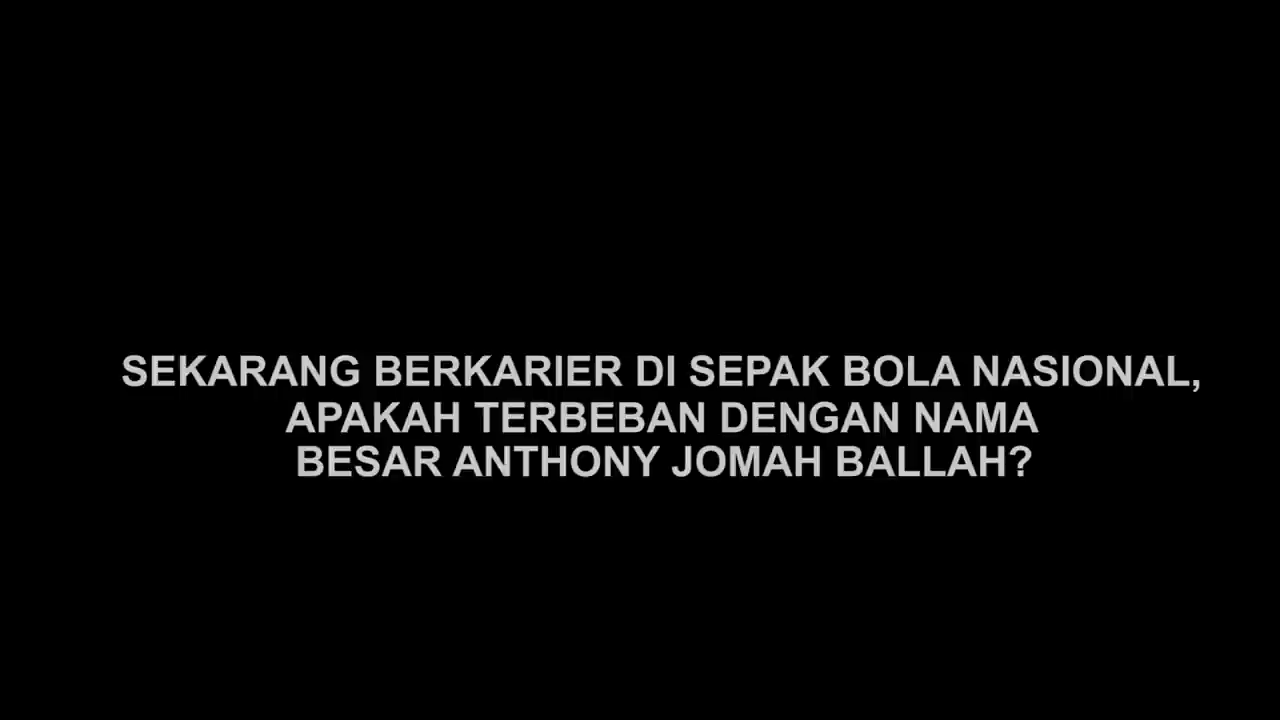 SEKARANG BERKARIER DI SEPAK BOLA NASIONAL,
APAKAH TERBEBAN DENGAN NAMA
BESAR ANTHONY JOMAH BALLAH?